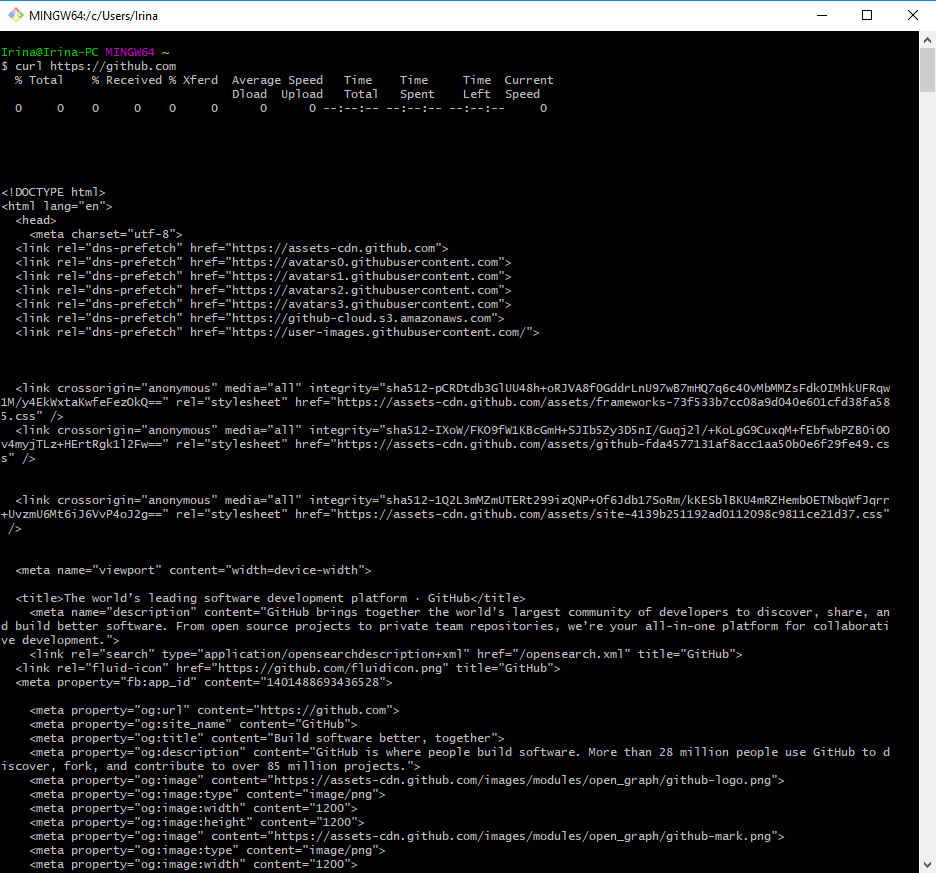 MINGW64:/c/Users/Irina
Irina@Irina-PC MINGW64 ~
$ curl https://github.com
  % Total    % Received % Xferd  Average Speed   Time    Time     Time  Current
                                 Dload  Upload   Total   Spent    Left  Speed
  0     0    0     0    0     0      0      0 --:--:-- --:--:-- --:--:--     0
<!DOCTYPE html>
<html lang="en">
  <head>
    <meta charset="utf-8">
  <link rel="dns-prefetch" href="https://assets-cdn.github.com">
  <link rel="dns-prefetch" href="https://avatars0.githubusercontent.com">
  <link rel="dns-prefetch" href="https://avatars1.githubusercontent.com">
  <link rel="dns-prefetch" href="https://avatars2.githubusercontent.com">
  <link rel="dns-prefetch" href="https://avatars3.githubusercontent.com">
  <link rel="dns-prefetch" href="https://github-cloud.s3.amazonaws.com">
  <link rel="dns-prefetch" href="https://user-images.githubusercontent.com/">
  <link crossorigin="anonymous" media="all" integrity="sha512-pCRDtdb3GlUU48h+oRJVA8fOGddrLnU97wB7mHQ7q6c4OvMbMMZsFdkOIMhkUFRqw
1M/y4EkWxtaKwfeFezOkQ==" rel="stylesheet" href="https://assets-cdn.github.com/assets/frameworks-73f533b7cc08a9d040e601cfd38fa58
5.css" />
  <link crossorigin="anonymous" media="all" integrity="sha512-IXoW/FKO9fW1KBcGmH+SJIb5Zy3D5nI/Guqj2l/+KoLgG9CuxqM+fEbfwbPZBOiOO
v4myjTLz+HErtRgk1l2Fw==" rel="stylesheet" href="https://assets-cdn.github.com/assets/github-fda4577131af8acc1aa50b0e6f29fe49.cs
s" />
  <link crossorigin="anonymous" media="all" integrity="sha512-1Q2L3mMZmUTERt299izQNP+Of6Jdb17SoRm/kKESblBKU4mRZHembOETNbqWfJqrr
+UvzmU6Mt6iJ6VvP4oJ2g==" rel="stylesheet" href="https://assets-cdn.github.com/assets/site-4139b251192ad0112098c9811ce21d37.css"
 />
  <meta name="viewport" content="width=device-width">
  <title>The world’s leading software development platform · GitHub</title>
    <meta name="description" content="GitHub brings together the world’s largest community of developers to discover, share, an
d build better software. From open source projects to private team repositories, we’re your all-in-one platform for collaborati
ve development.">
    <link rel="search" type="application/opensearchdescription+xml" href="/opensearch.xml" title="GitHub">
  <link rel="fluid-icon" href="https://github.com/fluidicon.png" title="GitHub">
  <meta property="fb:app_id" content="1401488693436528">
    <meta property="og:url" content="https://github.com">
    <meta property="og:site_name" content="GitHub">
    <meta property="og:title" content="Build software better, together">
    <meta property="og:description" content="GitHub is where people build software. More than 28 million people use GitHub to d
iscover, fork, and contribute to over 85 million projects.">
    <meta property="og:image" content="https://assets-cdn.github.com/images/modules/open_graph/github-logo.png">
    <meta property="og:image:type" content="image/png">
    <meta property="og:image:width" content="1200">
    <meta property="og:image:height" content="1200">
    <meta property="og:image" content="https://assets-cdn.github.com/images/modules/open_graph/github-mark.png">
    <meta property="og:image:type" content="image/png">
    <meta property="og:image:width" content="1200">